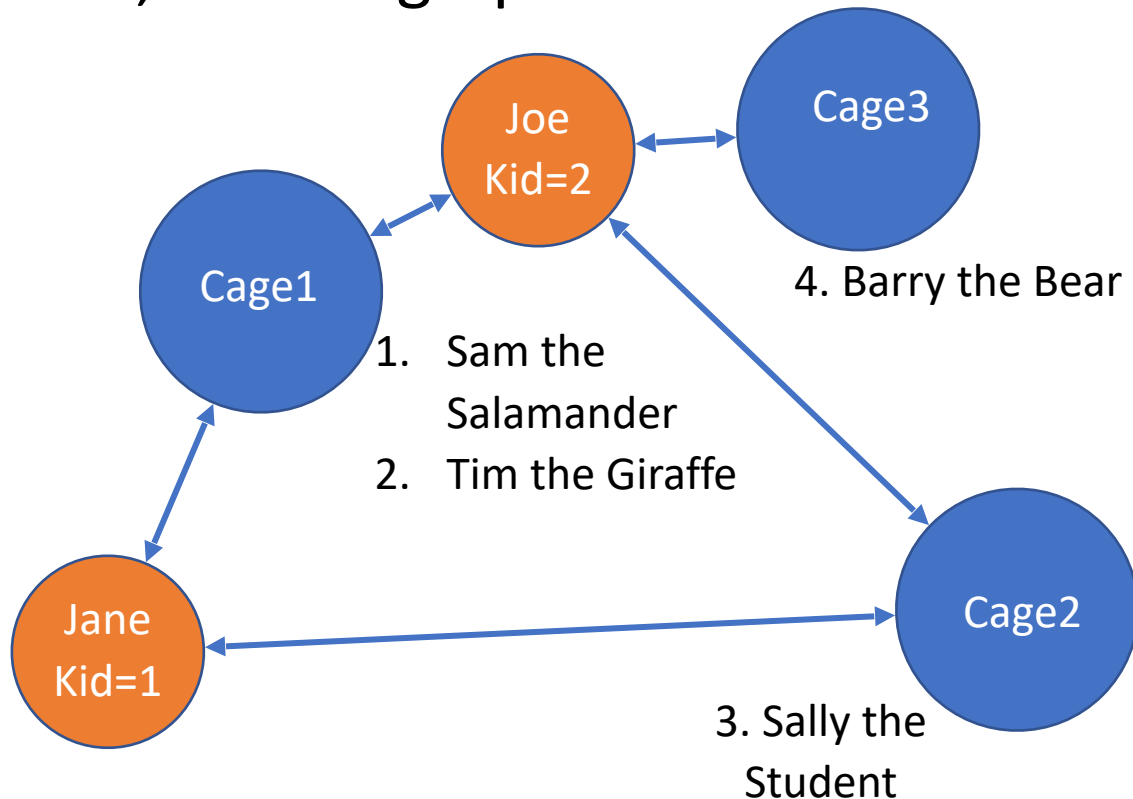 Joe
Kid=2
Cage3
Cage1
4. Barry the Bear
1. Sam the
Salamander
2. Tim the Giraffe
Jane
Kid=1
Cage2
3. Sally the
Student